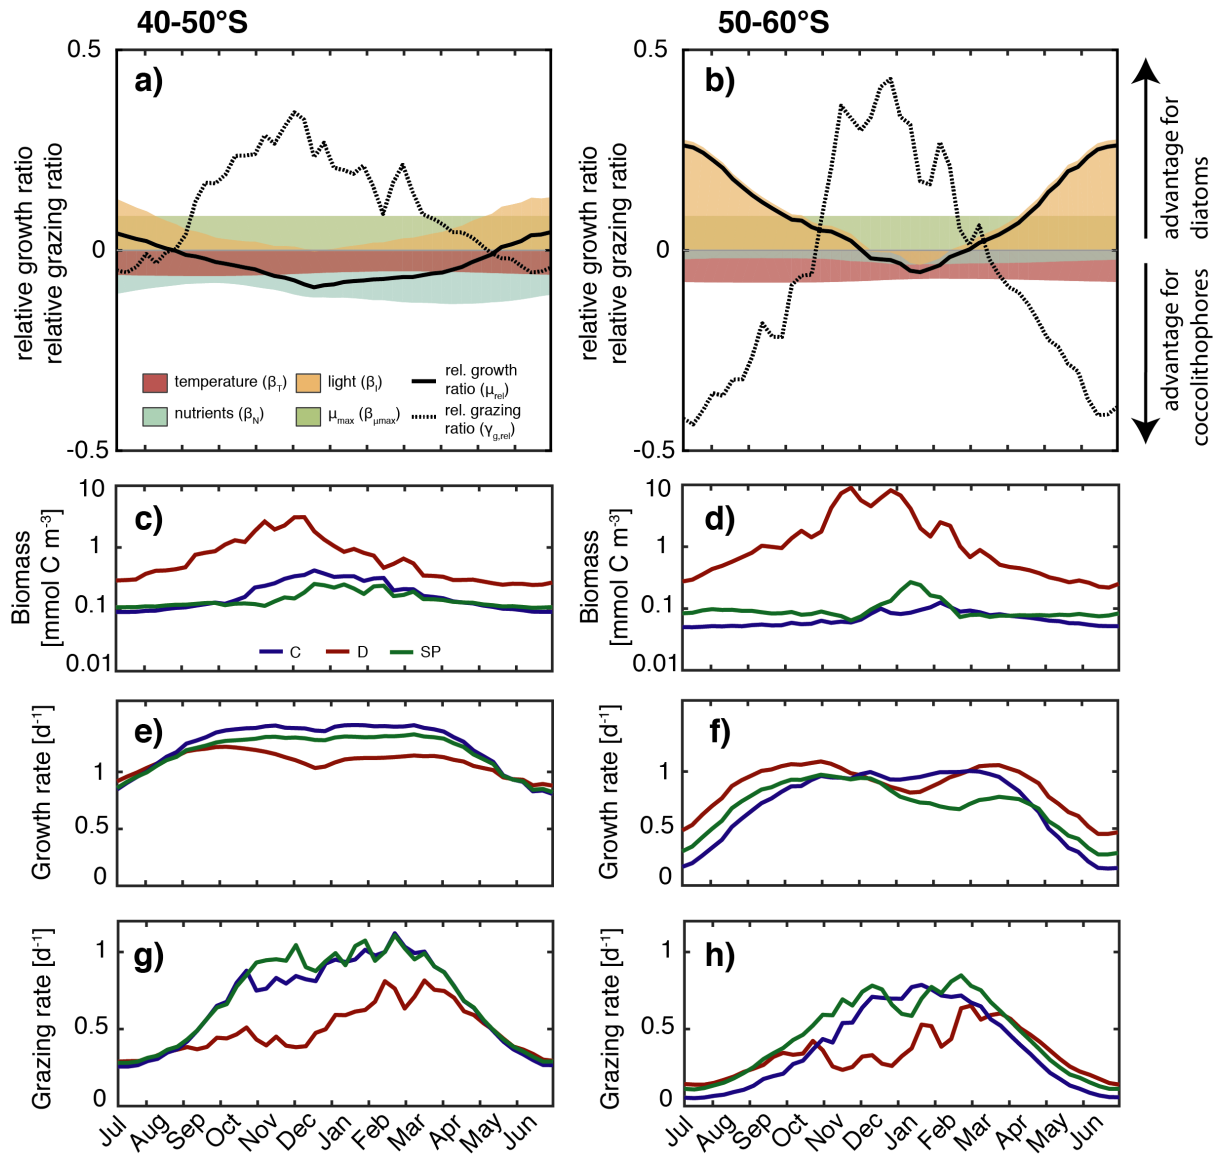 40-50°S
50-60°S
0.5
0
-0.5
relative growth ratio
relative grazing ratio
a)
temperature (βT)
light (βI)
rel. growth
ratio (μrel)
nutrients (βN)
μmax (βμmax)
rel. grazing
ratio (γg,rel)
0.5
0
-0.5
relative growth ratio
relative grazing ratio
b)
advantage for
diatoms
advantage for
coccolithophores
10
1
0.1
0.01
Biomass
[mmol C m-3]
c)
C
D
SP
10
1
0.1
0.01
Biomass
[mmol C m-3]
d)
1
0.5
0
Growth rate [d-1]
e)
1
0.5
0
Growth rate [d-1]
f)
1
0.5
0
Grazing rate [d-1]
g)
Jul
Aug
Sep
Oct
Nov
Dec
Jan
Feb
Mar
Apr
May
Jun
1
0.5
0
Grazing rate [d-1]
h)
Jul
Aug
Sep
Oct
Nov
Dec
Jan
Feb
Mar
Apr
May
Jun